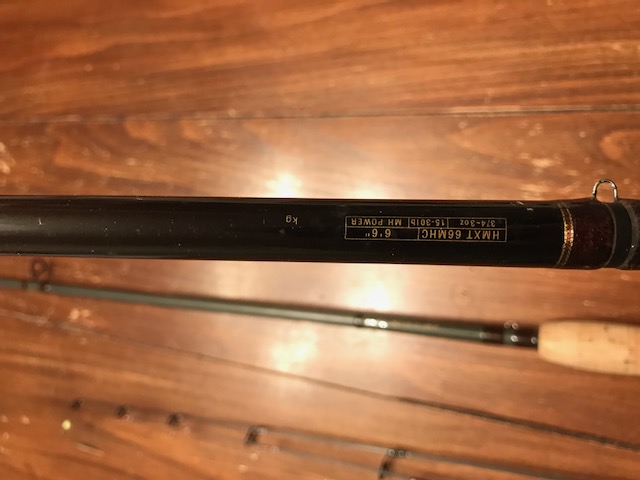 HMXT 66MHC 6'6"
3/4-3oz 15-30lb MH POWER
kg